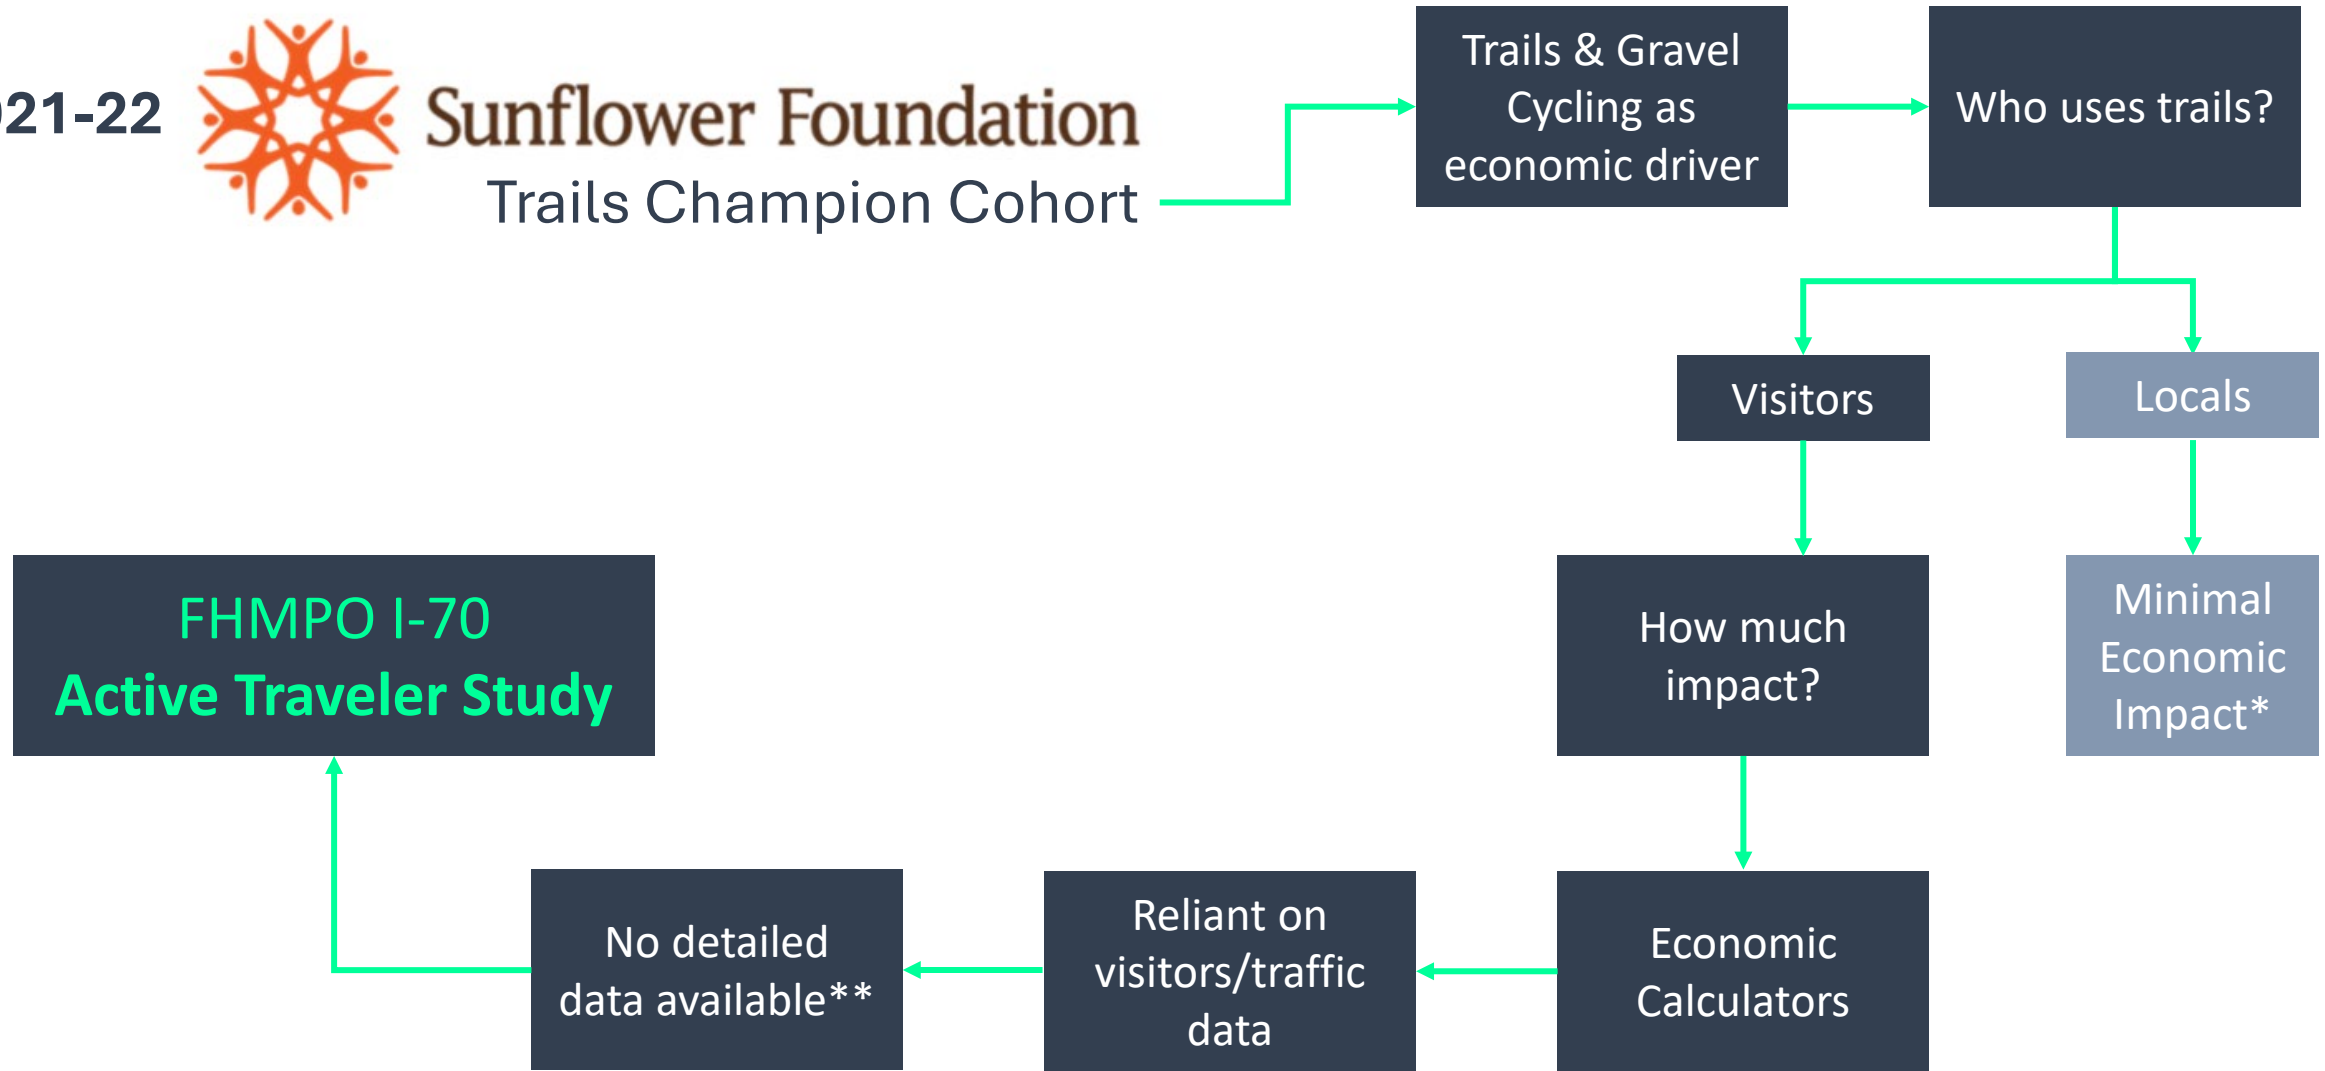 021-22
Sunflower Foundation
Trails Champion Cohort
Trails & Gravel
Cycling as
economic driver
Who uses trails?
Visitors
Locals
How much
impact?
Minimal
Economic
Impact*
Economic
Calculators
Reliant on
visitors/traffic
data
No detailed
data available**
FHMPO I-70
Active Traveler Study